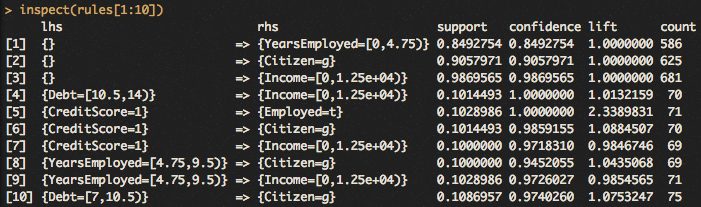 > inspect(rules[1:10])
lhs rhs support confidence lift count
[1] {} => {YearsEmployed=[0,4.75)} 0.8492754 0.8492754 1.0000000 586
[2] {} => {Citizen=g} 0.9057971 0.9057971 1.0000000 625
[3] {} => {Income=[0,1.25e+04)} 0.9869565 0.9869565 1.0000000 681
[4] {Debt=[10.5,14)} => {Income=[0,1.25e+04)} 0.1014493 1.0000000 1.0132159 70
[5] {CreditScore=1} => {Employed=t} 0.1028986 1.0000000 2.3389831 71
[6] {CreditScore=1} => {Citizen=g} 0.1014493 0.9859155 1.0884507 70
[7] {CreditScore=1} => {Income=[0,1.25e+04)} 0.1000000 0.9718310 0.9846746 69
[8] {YearsEmployed=[4.75,9.5)} => {Citizen=g} 0.1000000 0.9452055 1.0435068 69
[9] {YearsEmployed=[4.75,9.5)} => {Income=[0,1.25e+04)} 0.1028986 0.9726027 0.9854565 71
[10] {Debt=[7,10.5)} => {Citizen=g} 0.1086957 0.9740260 1.0753247 75